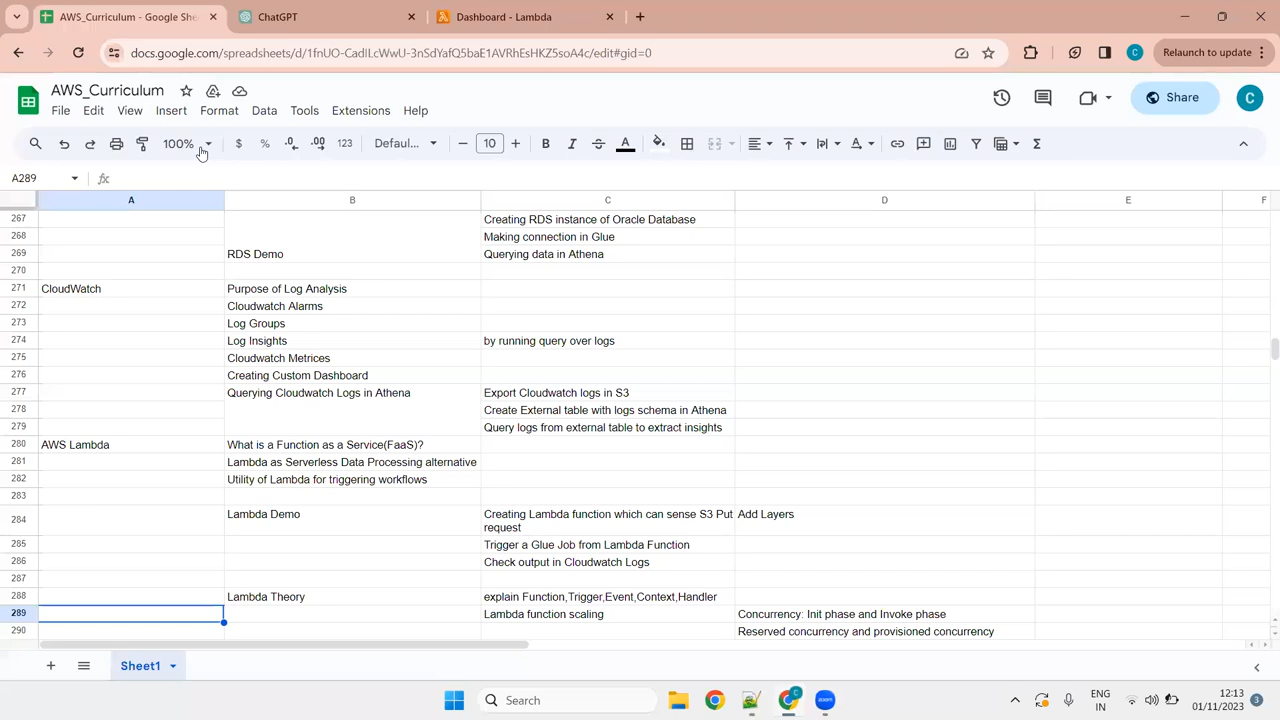 AWS_Curriculum - Google She
ChatGPT
Dashboard - Lambda
docs.google.com/spreadsheets/d/1fnUO-CadILcWwU-3nSdYafQ5baE1AVRhEsHKZ5soA4c/edit#gid=0
Relaunch to update
AWS_Curriculum
File Edit View Insert Format Data Tools Extensions Help
Share
C
100% $ % .0 .00 123 Defaul... 10 B I A
A289 fx
A B C D E F
267 Creating RDS instance of Oracle Database
268 Making connection in Glue
269 RDS Demo Querying data in Athena
270
271 CloudWatch Purpose of Log Analysis
272 Cloudwatch Alarms
273 Log Groups
274 Log Insights by running query over logs
275 Cloudwatch Metrices
276 Creating Custom Dashboard
277 Querying Cloudwatch Logs in Athena Export Cloudwatch logs in S3
278 Create External table with logs schema in Athena
279 Query logs from external table to extract insights
280 AWS Lambda What is a Function as a Service(FaaS)?
281 Lambda as Serverless Data Processing alternative
282 Utility of Lambda for triggering workflows
283
284 Lambda Demo Creating Lambda function which can sense S3 Put Add Layers
request
285 Trigger a Glue Job from Lambda Function
286 Check output in Cloudwatch Logs
287
288 Lambda Theory explain Function,Trigger,Event,Context,Handler
289 Lambda function scaling Concurrency: Init phase and Invoke phase
290 Reserved concurrency and provisioned concurrency
Sheet1
Search
ENG
IN
12:13
01/11/2023
3